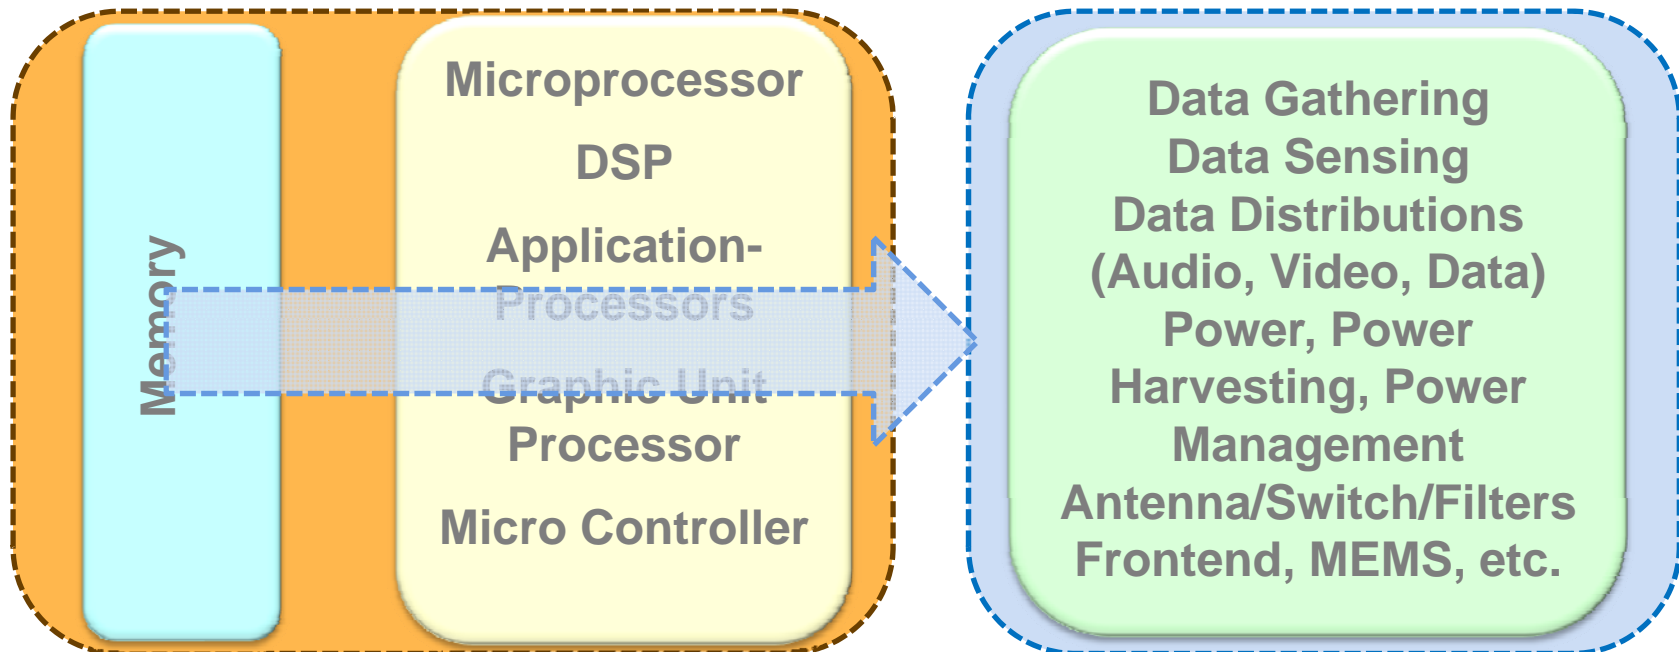 Memory
Microprocessor
DSP
Application-
Processors
Graphic Unit
Processor
Micro Controller
Data Gathering
Data Sensing
Data Distributions
(Audio, Video, Data)
Power, Power
Harvesting, Power
Management
Antenna/Switch/Filters
Frontend, MEMS, etc.